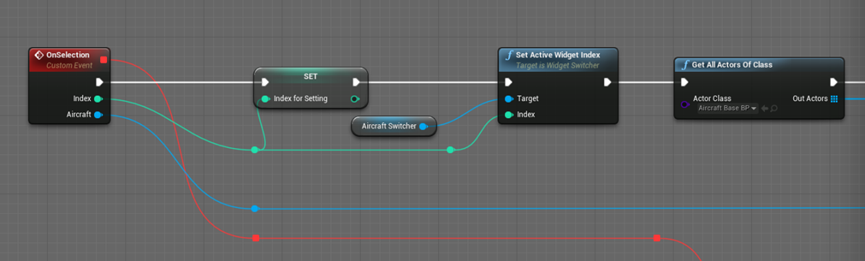 OnSelection
Custom Event
Index
Aircraft
SET
Index for Setting
Aircraft Switcher
Set Active Widget Index
Target is Widget Switcher
Target
Index
Get All Actors Of Class
Actor Class
Aircraft Base BP
Out Actors